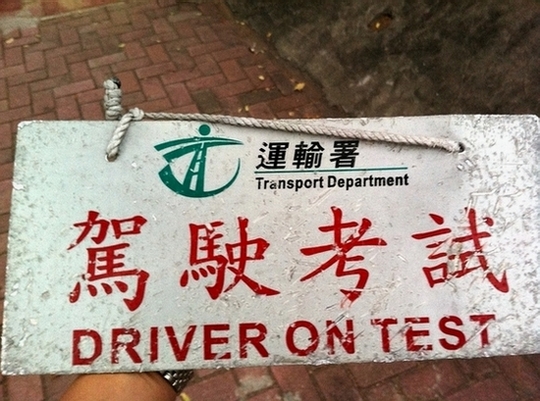 運輸署
Transport Department
駕駛考試
DRIVER ON TEST